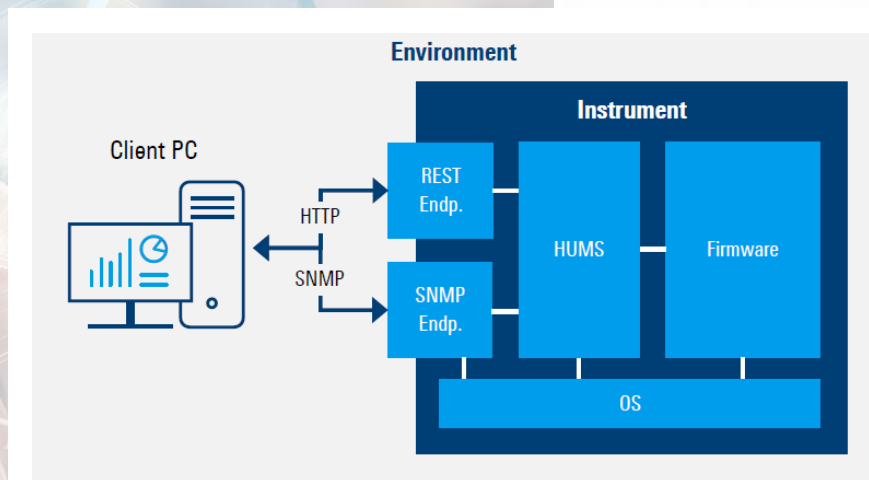 Environment
Instrument
Client PC
REST
Endp.
HTTP
HUMS
Firmware
SNMP
SNMP
Endp.
OS